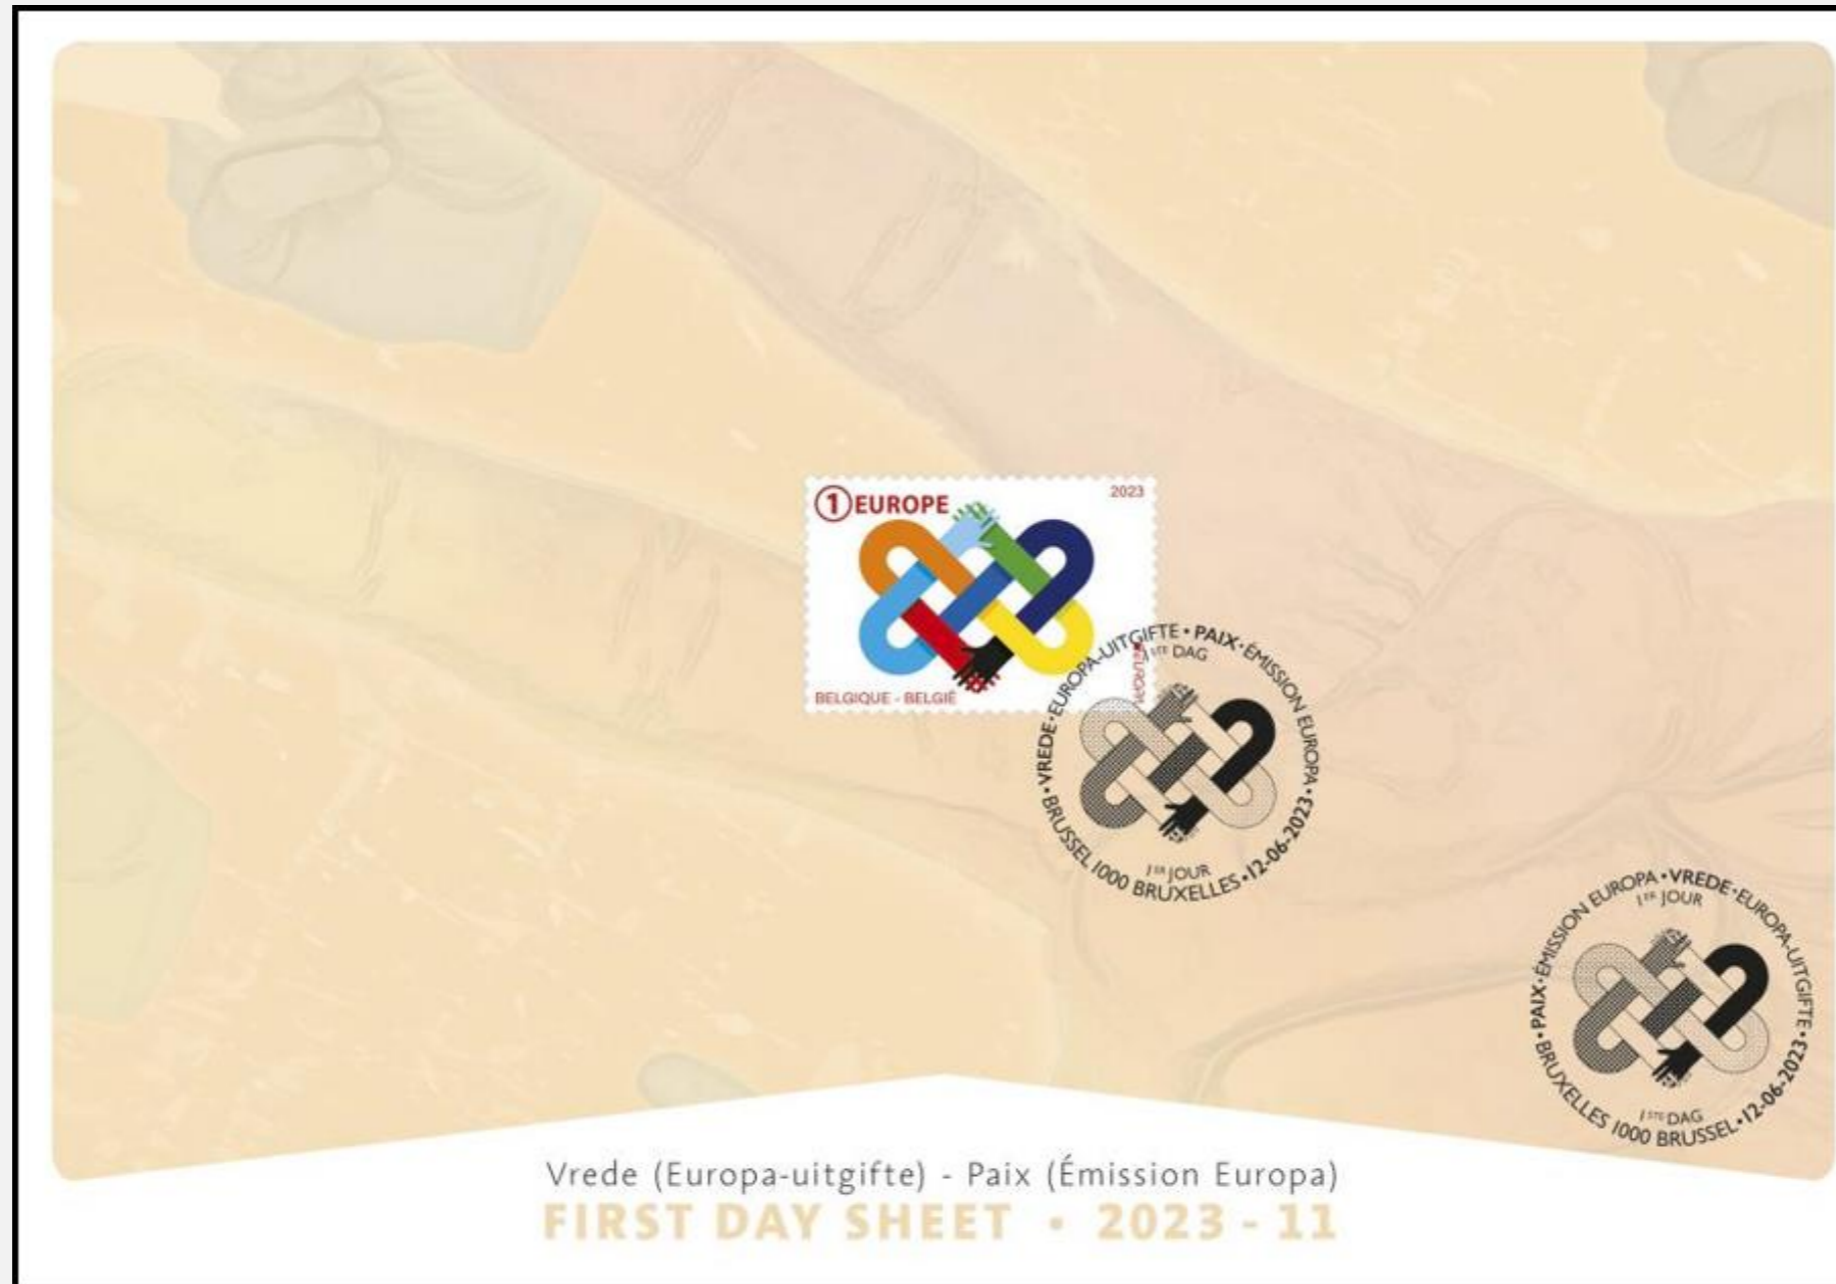 ①EUROPE
2023
EUROPA
BELGIQUE - BELGIË
• VREDE • EUROPA-UITGIFTE • PAIX • ÉMISSION EUROPA •
1STE DAG
1ER JOUR
BRUSSEL 1000 BRUXELLES • 12-06-2023 •
• PAIX • ÉMISSION EUROPA • VREDE • EUROPA-UITGIFTE •
1ER JOUR
1STE DAG
BRUXELLES 1000 BRUSSEL • 12-06-2023 •
Vrede (Europa-uitgifte) - Paix (Émission Europa)
FIRST DAY SHEET • 2023 - 11